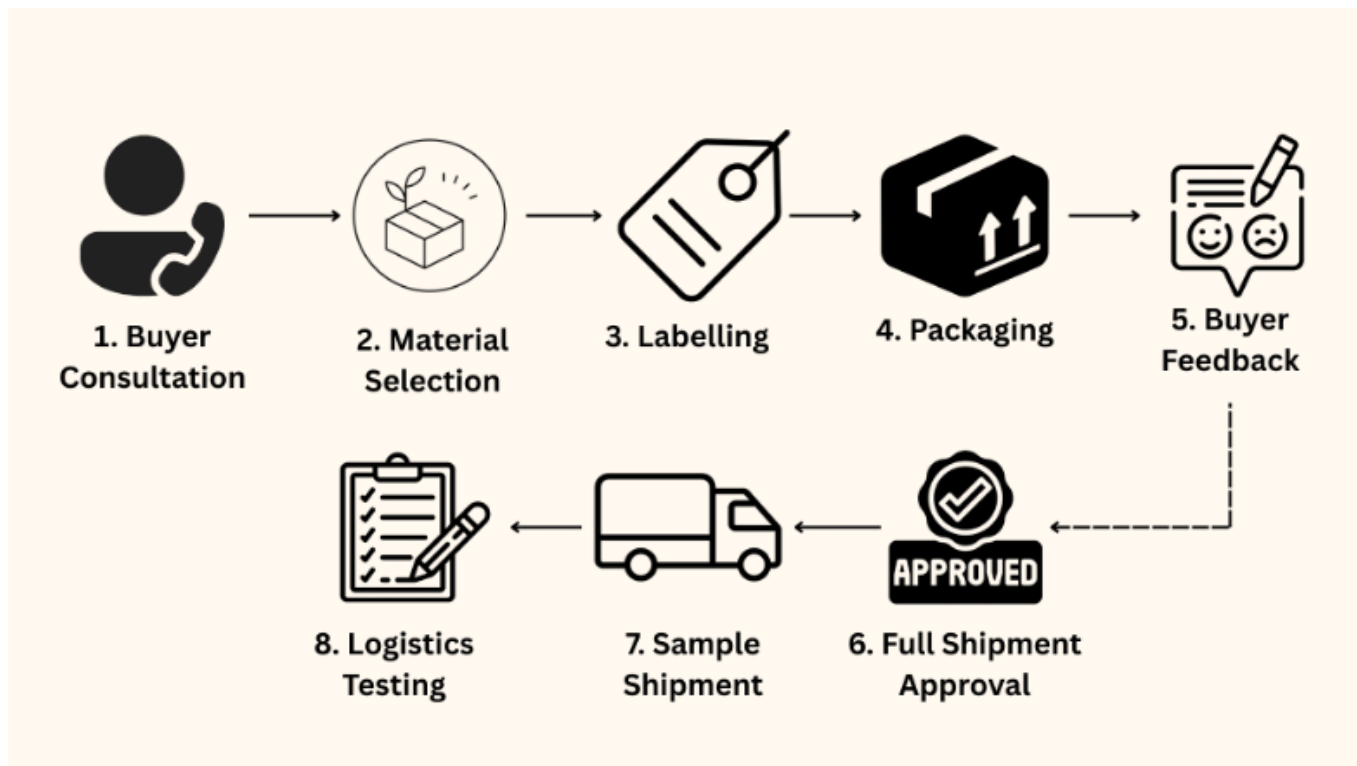 1. Buyer
Consultation
2. Material
Selection
3. Labelling
4. Packaging
5. Buyer
Feedback
APPROVED
8. Logistics
Testing
7. Sample
Shipment
6. Full Shipment
Approval